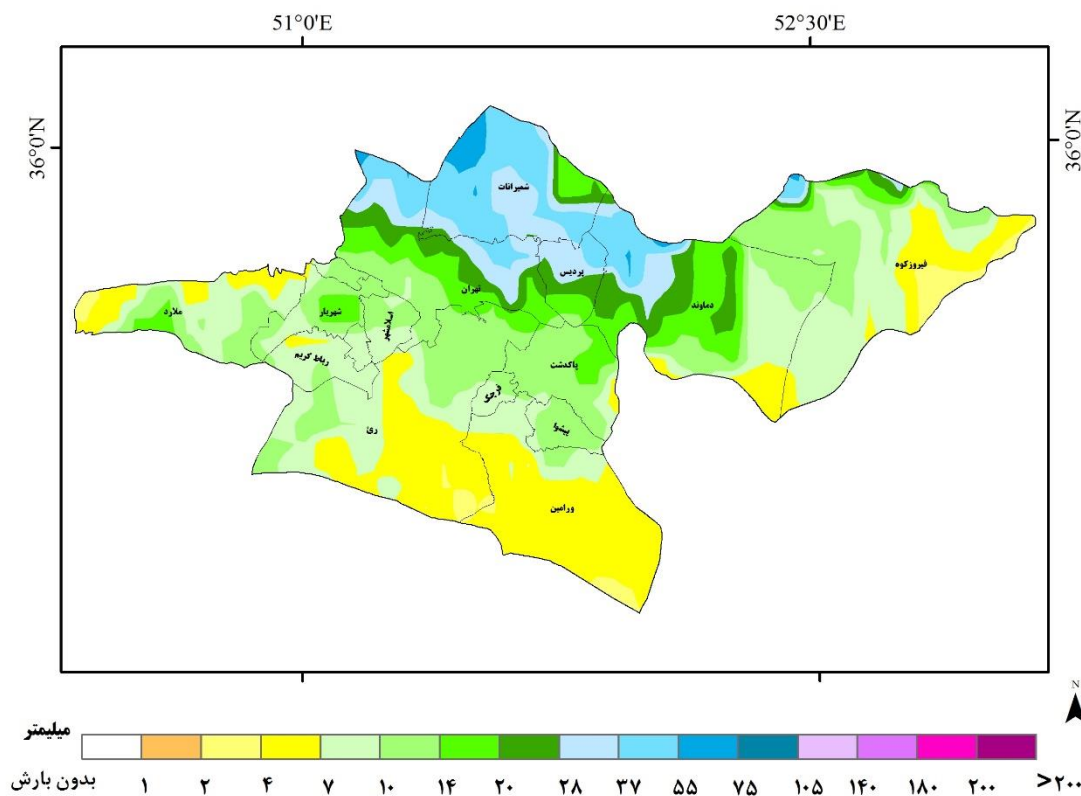 51°0'E 52°30'E
36°0'N 36°0'N
شمیرانات
پردیس
فیروزکوه
تهران
دماوند
ملارد
شهریار
اسلامشهر
رباط کریم
پاکدشت
ری
پیشوا
ورامین
N
میلیمتر
بدون بارش ۱ ۲ ۴ ۷ ۱۰ ۱۴ ۲۰ ۲۸ ۳۷ ۵۵ ۷۵ ۱۰۵ ۱۴۰ ۱۸۰ ۲۰۰ >۲۰۰